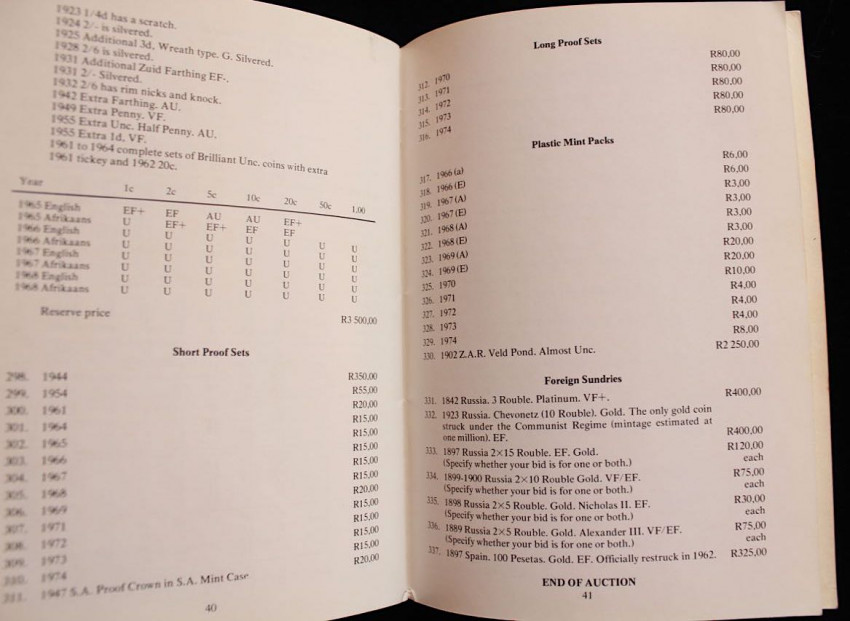 1923 1/4d has a scratch.
1924 2/- is silvered.
1925 Additional 3d, Wreath type. G. Silvered.
1928 2/6 is silvered.
1931 Additional Zuid Farthing EF-.
1931 2/- Silvered.
1932 2/6 has rim nicks and knock.
1942 Extra Farthing. AU.
1949 Extra Penny. VF.
1955 Extra Unc. Half Penny. AU.
1955 Extra 1d, VF.
1961 to 1964 complete sets of Brilliant Unc. coins with extra
1961 tickey and 1962 20c.
Year 1c 2c 5c 10c 20c 50c 1,00
1965 English EF+ EF AU AU EF+
1965 Afrikaans U EF+ EF+ EF EF
1966 English U U U U U U U
1966 Afrikaans U U U U U U U
1967 English U U U U U U U
1967 Afrikaans U U U U U U U
1968 English U U U U U U U
1968 Afrikaans U U U U U U U
Reserve price R3 500,00
Short Proof Sets
298. 1944 R350,00
299. 1954 R55,00
300. 1961 R20,00
301. 1964 R15,00
302. 1965 R15,00
303. 1966 R15,00
304. 1967 R15,00
305. 1968 R15,00
306. 1969 R20,00
307. 1971 R15,00
308. 1972 R15,00
309. 1973 R15,00
310. 1974 R15,00
311. 1947 S.A. Proof Crown in S.A. Mint Case R20,00
40
Long Proof Sets
312. 1970 R80,00
313. 1971 R80,00
314. 1972 R80,00
315. 1973 R80,00
316. 1974 R80,00
Plastic Mint Packs
317. 1966 (a) R6,00
318. 1966 (E) R6,00
319. 1967 (A) R3,00
320. 1967 (E) R3,00
321. 1968 (A) R3,00
322. 1968 (E) R3,00
323. 1969 (A) R20,00
324. 1969 (E) R20,00
325. 1970 R10,00
326. 1971 R4,00
327. 1972 R4,00
328. 1973 R4,00
329. 1974 R8,00
330. 1902 Z.A.R. Veld Pond. Almost Unc. R2 250,00
Foreign Sundries
331. 1842 Russia. 3 Rouble. Platinum. VF+. R400,00
332. 1923 Russia. Chevonetz (10 Rouble). Gold. The only gold coin
struck under the Communist Regime (mintage estimated at
one million). EF. R400,00
333. 1897 Russia 2×15 Rouble. EF. Gold. R120,00
(Specify whether your bid is for one or both.) each
334. 1899-1900 Russia 2×10 Rouble Gold. VF/EF. R75,00
(Specify whether your bid is for one or both.) each
335. 1898 Russia 2×5 Rouble. Gold. Nicholas II. EF. R30,00
(Specify whether your bid is for one or both.) each
336. 1889 Russia 2×5 Rouble. Gold. Alexander III. VF/EF. R75,00
(Specify whether your bid is for one or both.) each
337. 1897 Spain. 100 Pesetas. Gold. EF. Officially restruck in 1962. R325,00
END OF AUCTION
41